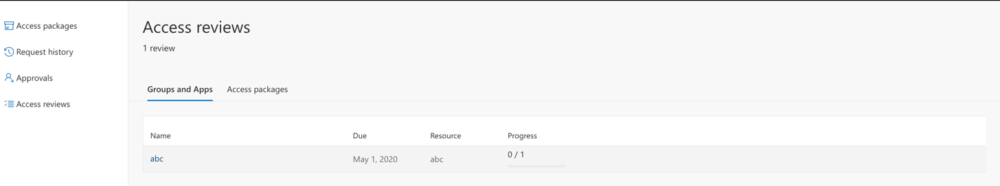 Access packages
Request history
Approvals
Access reviews
Access reviews
1 review
Groups and Apps Access packages
Name Due Resource Progress
abc May 1, 2020 abc 0 / 1